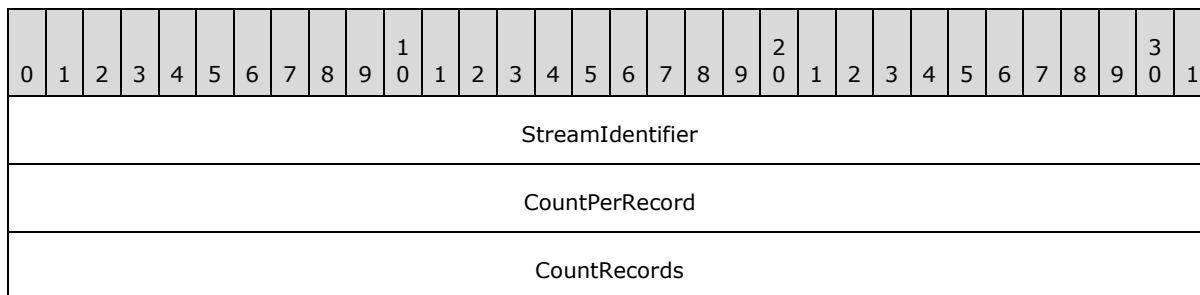 0 1 2 3 4 5 6 7 8 9 1 0 1 2 3 4 5 6 7 8 9 2 0 1 2 3 4 5 6 7 8 9 3 0 1
StreamIdentifier
CountPerRecord
CountRecords